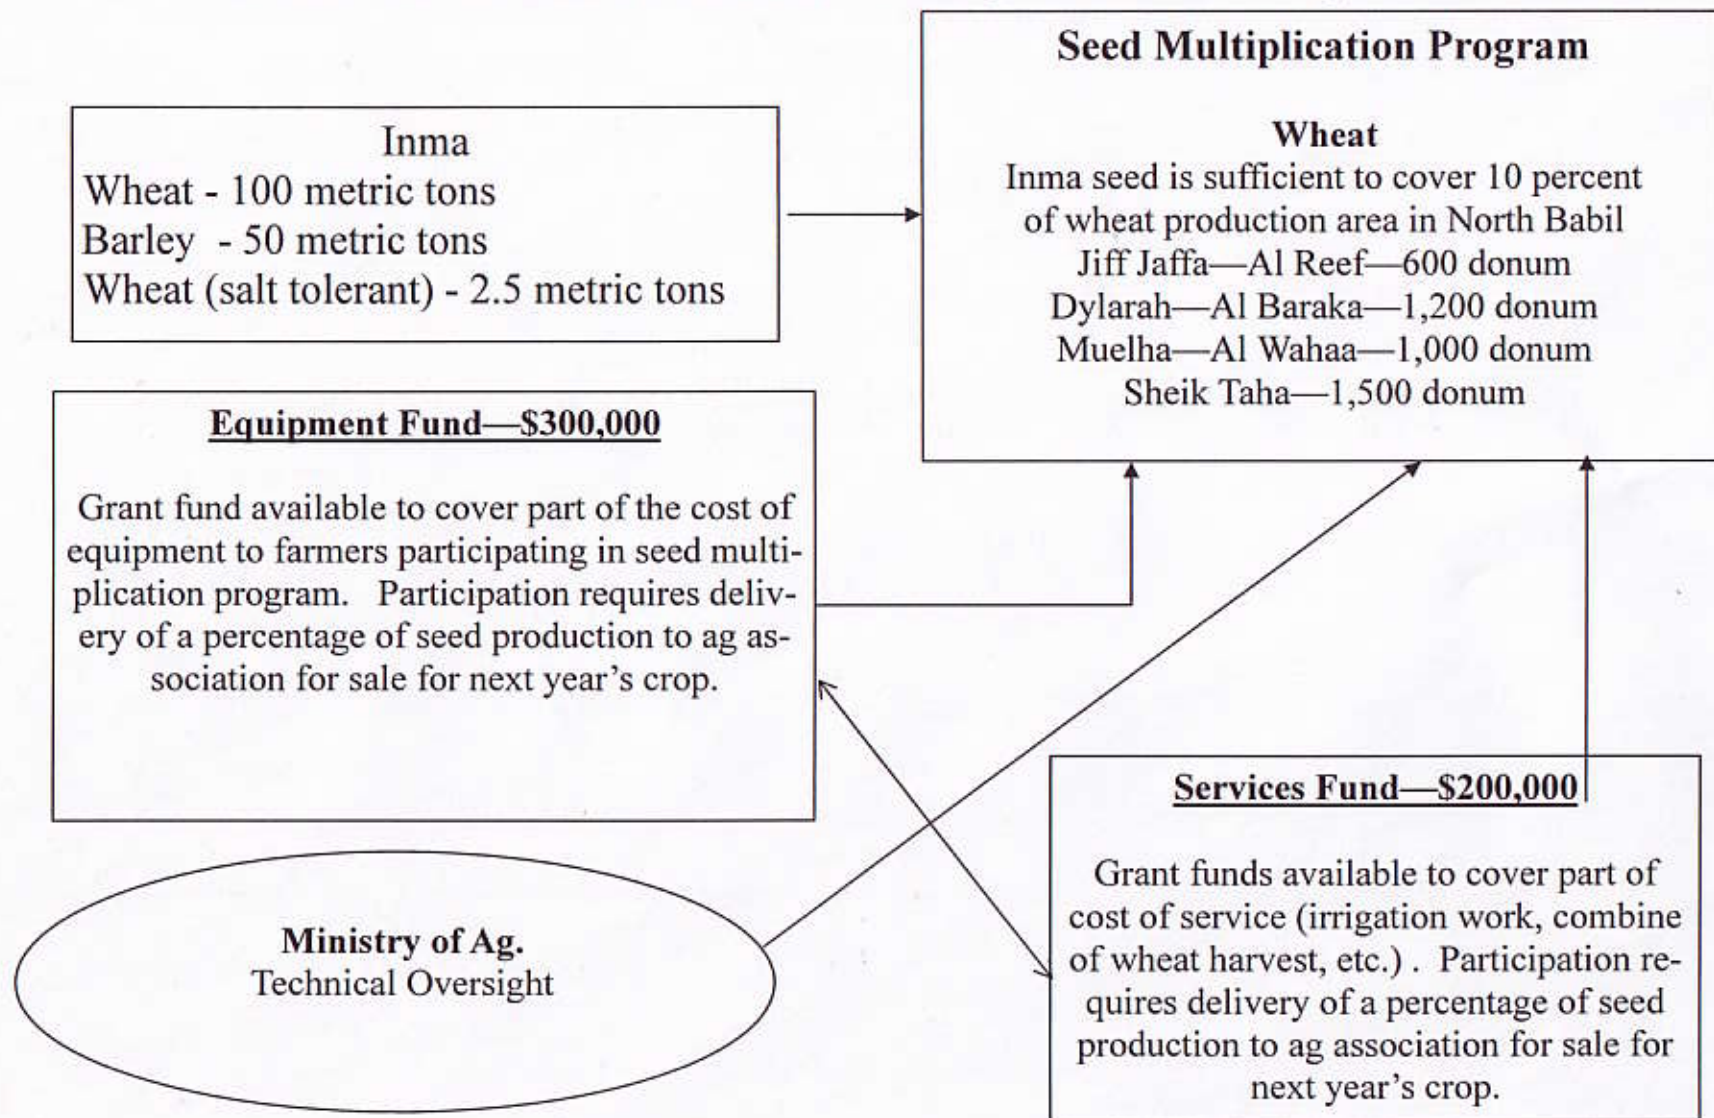 Seed Multiplication Program
Wheat
Inma seed is sufficient to cover 10 percent
of wheat production area in North Babil
Jiff Jaffa—Al Reef—600 donum
Dylarah—Al Baraka—1,200 donum
Muelha—Al Wahaa—1,000 donum
Sheik Taha—1,500 donum
Inma
Wheat - 100 metric tons
Barley - 50 metric tons
Wheat (salt tolerant) - 2.5 metric tons
Equipment Fund—$300,000
Grant fund available to cover part of the cost of
equipment to farmers participating in seed multi-
plication program. Participation requires deliv-
ery of a percentage of seed production to ag as-
sociation for sale for next year's crop.
Ministry of Ag.
Technical Oversight
Services Fund—$200,000
Grant funds available to cover part of
cost of service (irrigation work, combine
of wheat harvest, etc.) . Participation re-
quires delivery of a percentage of seed
production to ag association for sale for
next year's crop.